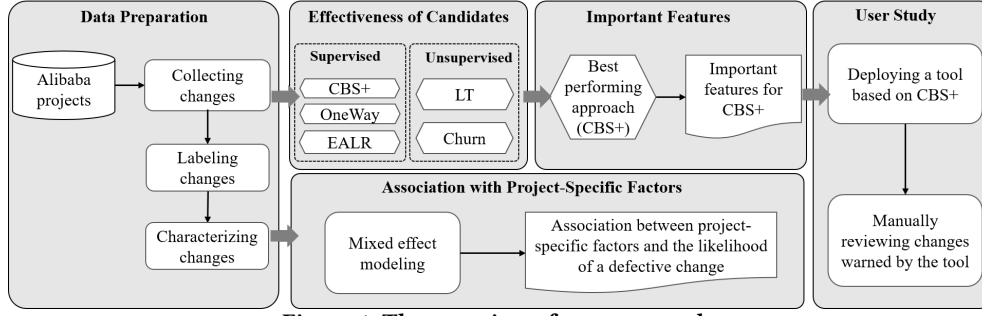 Data Preparation
Alibaba
projects
Collecting
changes
Labeling
changes
Characterizing
changes
Effectiveness of Candidates
Supervised
CBS+
OneWay
EALR
Unsupervised
LT
Churn
Important Features
Best
performing
approach
(CBS+)
Important
features for
CBS+
Association with Project-Specific Factors
Mixed effect
modeling
Association between project-
specific factors and the likelihood
of a defective change
User Study
Deploying a tool
based on CBS+
Manually
reviewing changes
warned by the tool